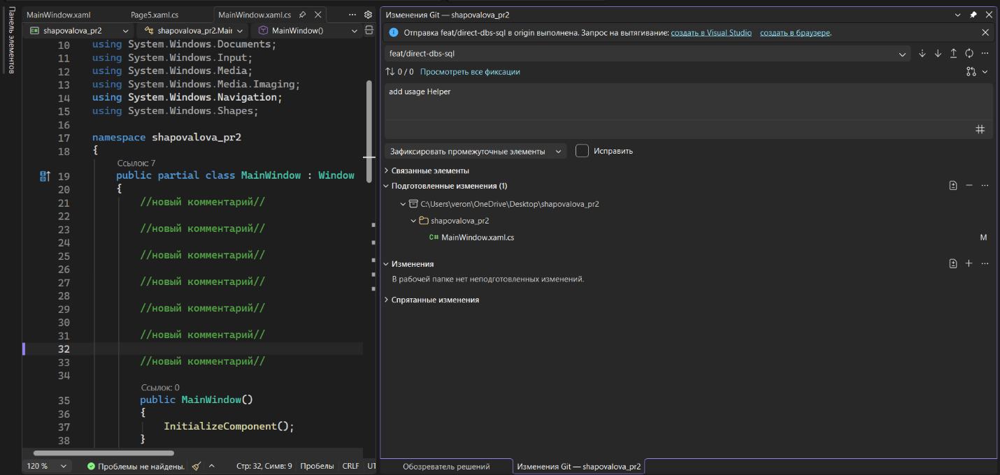 Панель элементов
MainWindow.xaml
Page5.xaml.cs
MainWindow.xaml.cs
shapovalova_pr2
shapovalova_pr2.Mair
MainWindow()
10 using System.Windows.Documents;
11 using System.Windows.Input;
12 using System.Windows.Media;
13 using System.Windows.Media.Imaging;
14 using System.Windows.Navigation;
15 using System.Windows.Shapes;
16
17 namespace shapovalova_pr2
18 {
Ссылок: 7
19 public partial class MainWindow : Window
20 {
21 //новый комментарий//
22
23 //новый комментарий//
24
25 //новый комментарий//
26
27 //новый комментарий//
28
29 //новый комментарий//
30
31 //новый комментарий//
32
33 //новый комментарий//
34
Ссылок: 0
35 public MainWindow()
36 {
37 InitializeComponent();
38 }
120 %
Проблемы не найдены.
Стр: 32, Симв: 9
Пробелы
CRLF
UT
Изменения Git — shapovalova_pr2
Отправка feat/direct-dbs-sql в origin выполнена. Запрос на вытягивание: создать в Visual Studio создать в браузере.
feat/direct-dbs-sql
0 / 0 Просмотреть все фиксации
add usage Helper
Зафиксировать промежуточные элементы
Исправить
Связанные элементы
Подготовленные изменения (1)
C:\Users\veron\OneDrive\Desktop\shapovalova_pr2
shapovalova_pr2
C# MainWindow.xaml.cs M
Изменения
В рабочей папке нет неподготовленных изменений.
Спрятанные изменения
Обозреватель решений
Изменения Git — shapovalova_pr2